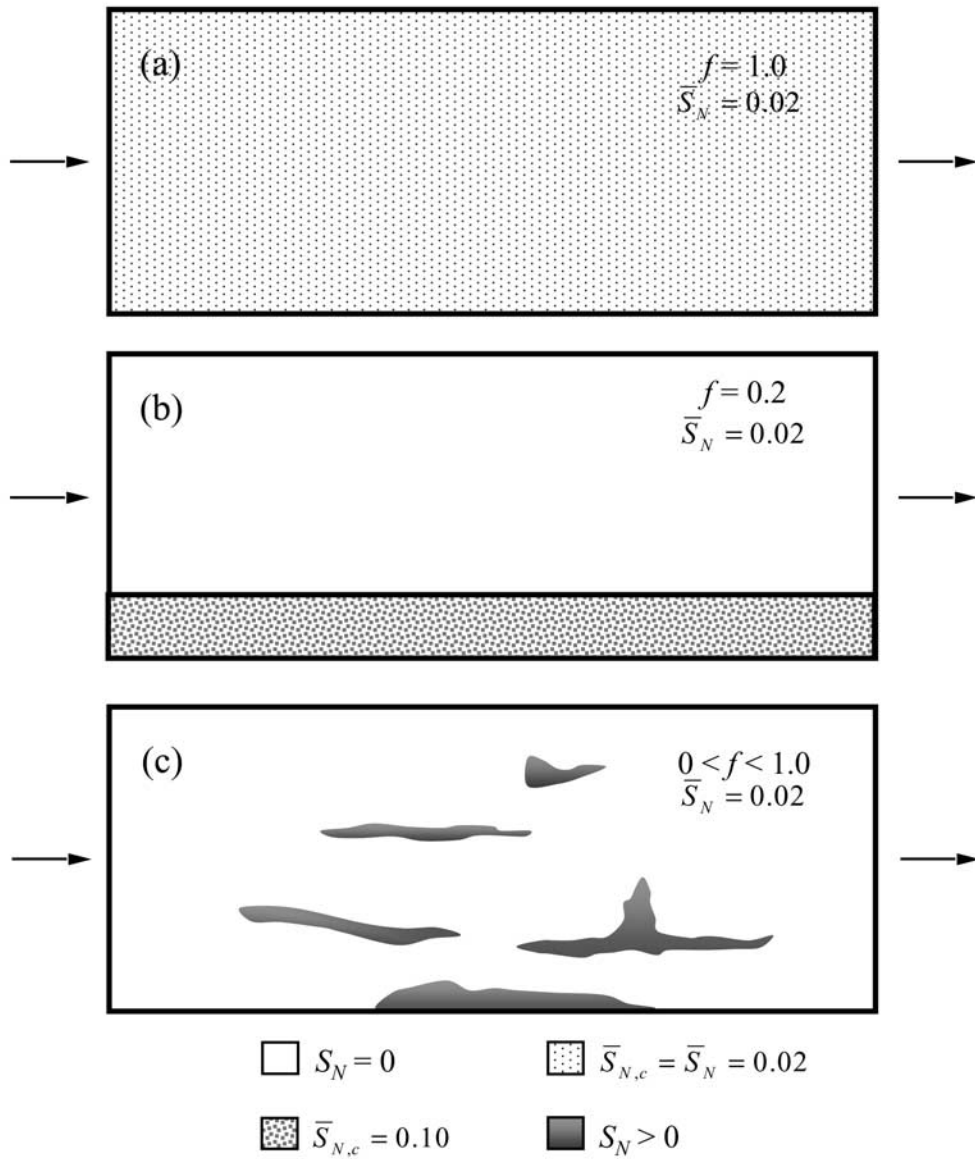 (a)
f = 1.0
S̅_N = 0.02
(b)
f = 0.2
S̅_N = 0.02
(c)
0 < f < 1.0
S̅_N = 0.02
S_N = 0
S̅_N,c = S̅_N = 0.02
S̅_N,c = 0.10
S_N > 0